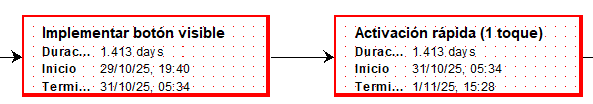 Implementar botón visible
Durac... 1.413 days
Inicio 29/10/25, 19:40
Termi... 31/10/25, 05:34
Activación rápida (1 toque)
Durac... 1.413 days
Inicio 31/10/25, 05:34
Termi... 1/11/25, 15:28